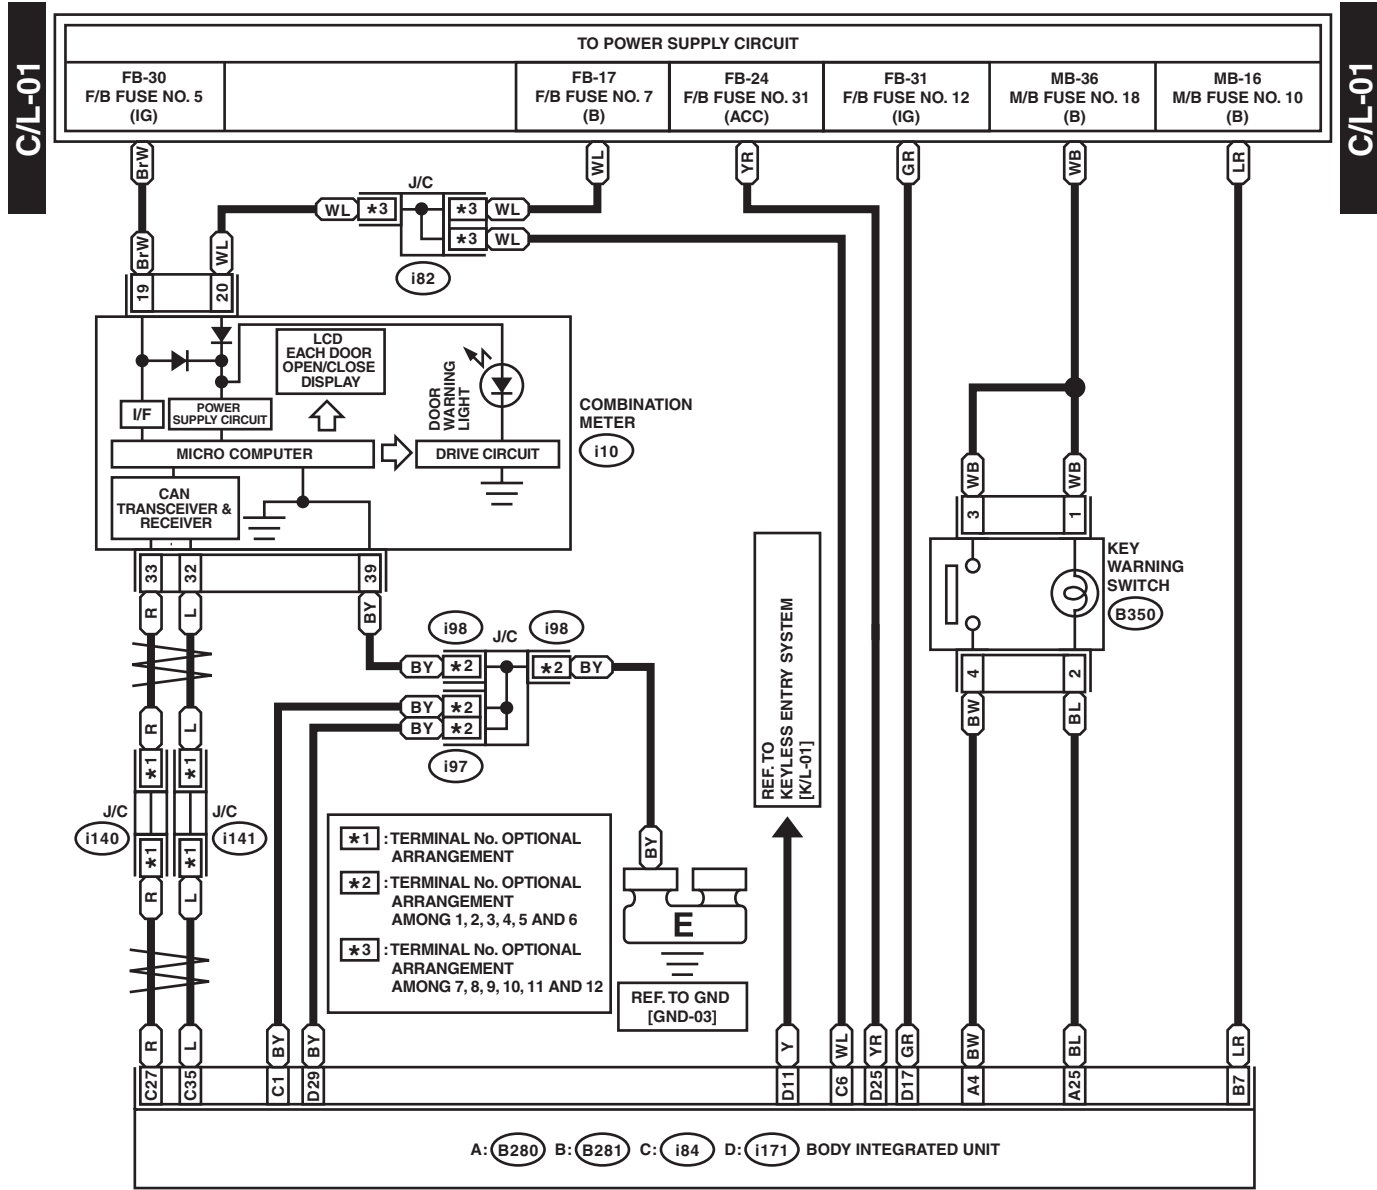 C/L-01
C/L-01
TO POWER SUPPLY CIRCUIT
FB-30
F/B FUSE NO. 5
(IG)
FB-17
F/B FUSE NO. 7
(B)
FB-24
F/B FUSE NO. 31
(ACC)
FB-31
F/B FUSE NO. 12
(IG)
MB-36
M/B FUSE NO. 18
(B)
MB-16
M/B FUSE NO. 10
(B)
BrW
WL
YR
GR
WB
LR
J/C
WL
*3
*3
WL
*3
WL
i82
BrW
WL
19
20
LCD
EACH DOOR
OPEN/CLOSE
DISPLAY
DOOR
WARNING
LIGHT
I/F
POWER
SUPPLY CIRCUIT
MICRO COMPUTER
DRIVE CIRCUIT
CAN
TRANSCEIVER &
RECEIVER
COMBINATION
METER
i10
WB
WB
3
1
KEY
WARNING
SWITCH
B350
4
2
BW
BL
33
32
39
R
L
BY
i98
J/C
i98
BY
*2
*2
BY
BY
*2
BY
*2
i97
REF. TO
KEYLESS ENTRY SYSTEM
[K/L-01]
R
L
*1
*1
J/C
J/C
i140
i141
*1
*1
R
L
*1 : TERMINAL No. OPTIONAL
ARRANGEMENT
*2 : TERMINAL No. OPTIONAL
ARRANGEMENT
AMONG 1, 2, 3, 4, 5 AND 6
*3 : TERMINAL No. OPTIONAL
ARRANGEMENT
AMONG 7, 8, 9, 10, 11 AND 12
BY
E
REF. TO GND
[GND-03]
R
L
BY
BY
Y
WL
YR
GR
BW
BL
LR
C27
C35
C1
D29
D11
C6
D25
D17
A4
A25
B7
A: B280 B: B281 C: i84 D: i171 BODY INTEGRATED UNIT